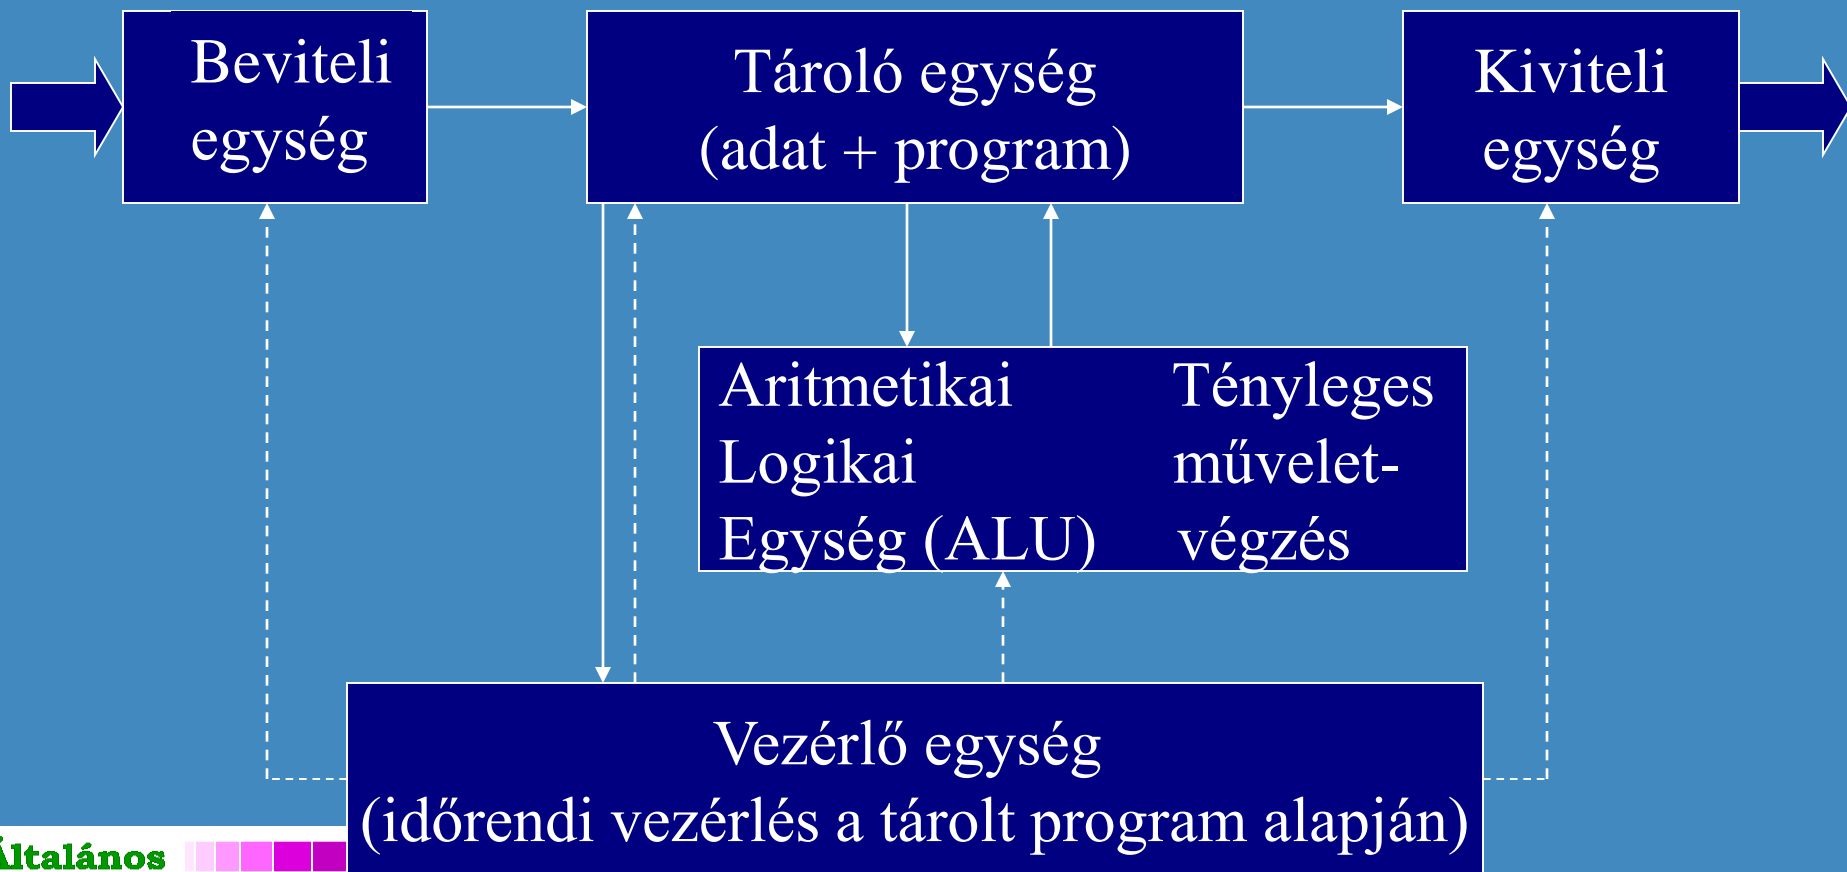 Beviteli
egység
Tároló egység
(adat + program)
Kiviteli
egység
Aritmetikai
Logikai
Egység (ALU)
Tényleges
művelet-
végzés
Vezérlő egység
(időrendi vezérlés a tárolt program alapján)
Általános